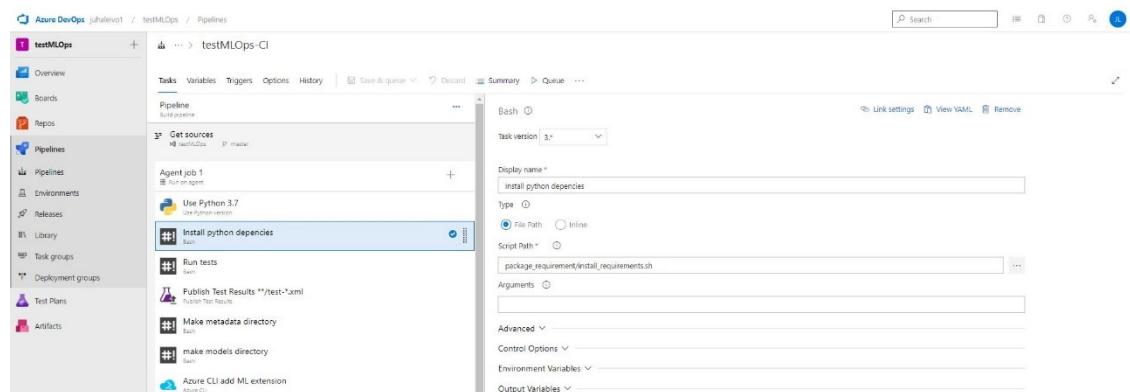 Azure DevOps juhalevo1 / testMLOps / Pipelines
Search
JL
T testMLOps
Overview
Boards
Repos
Pipelines
Pipelines
Environments
Releases
Library
Task groups
Deployment groups
Test Plans
Artifacts
... > testMLOps-CI
Tasks Variables Triggers Options History Save & queue Discard Summary Queue ...
Pipeline
Build pipeline
...
Get sources
testMLOps master
Agent job 1
Run on agent
Use Python 3.7
Use Python version
Install python depencies
Bash
Run tests
Bash
Publish Test Results **/test-*.xml
Publish Test Results
Make metadata directory
Bash
make models directory
Bash
Azure CLI add ML extension
Azure CLI
Bash
Link settings View YAML Remove
Task version 3.*
Display name *
Install python depencies
Type
File Path Inline
Script Path *
package_requirement/install_requirements.sh
...
Arguments
Advanced
Control Options
Environment Variables
Output Variables